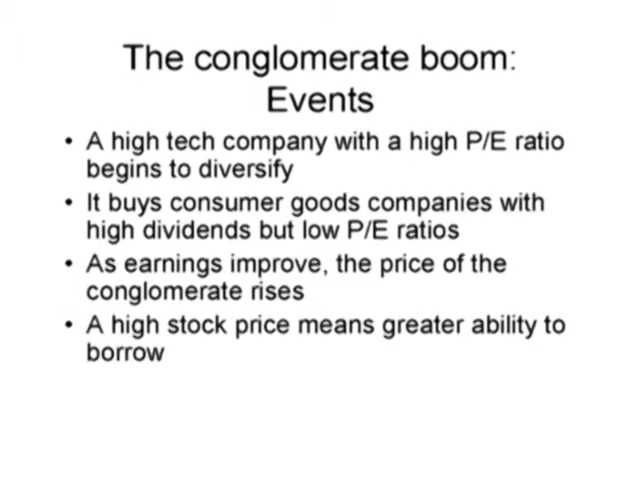 The conglomerate boom:
Events
• A high tech company with a high P/E ratio
begins to diversify
• It buys consumer goods companies with
high dividends but low P/E ratios
• As earnings improve, the price of the
conglomerate rises
• A high stock price means greater ability to
borrow